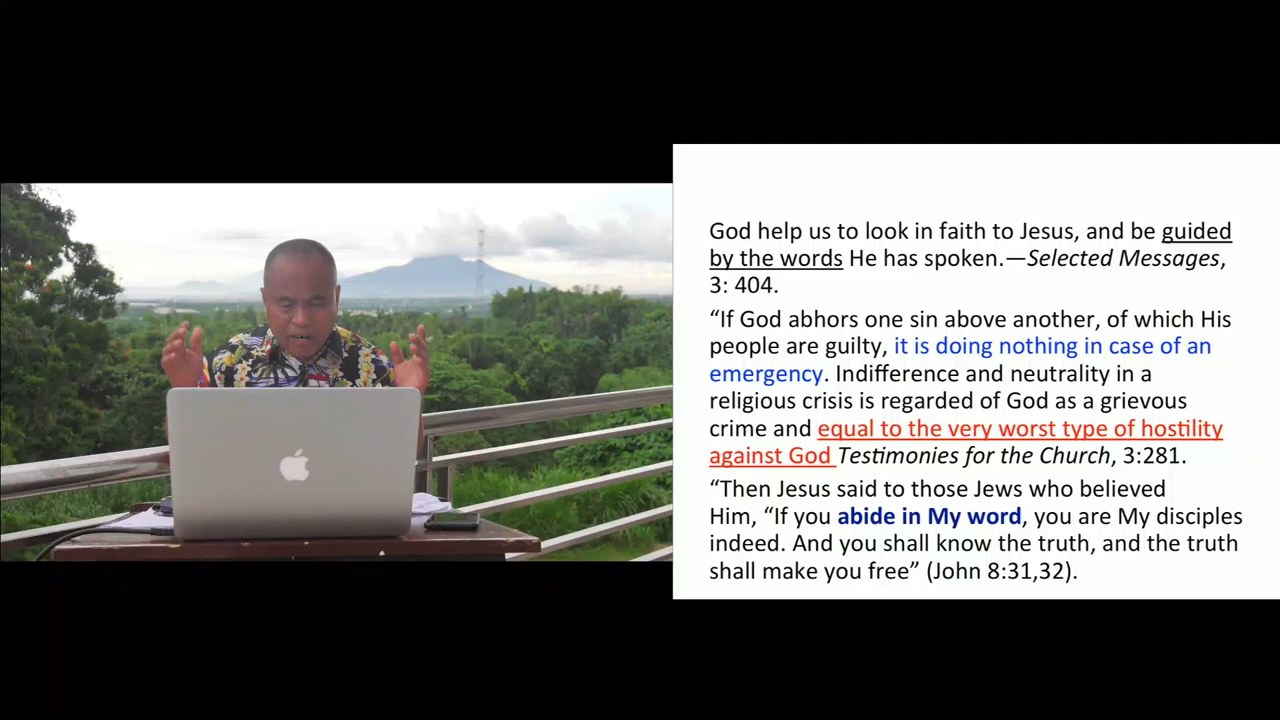 God help us to look in faith to Jesus, and be guided
by the words He has spoken.—Selected Messages,
3: 404.
“If God abhors one sin above another, of which His
people are guilty, it is doing nothing in case of an
emergency. Indifference and neutrality in a
religious crisis is regarded of God as a grievous
crime and equal to the very worst type of hostility
against God Testimonies for the Church, 3:281.
“Then Jesus said to those Jews who believed
Him, “If you abide in My word, you are My disciples
indeed. And you shall know the truth, and the truth
shall make you free” (John 8:31,32).